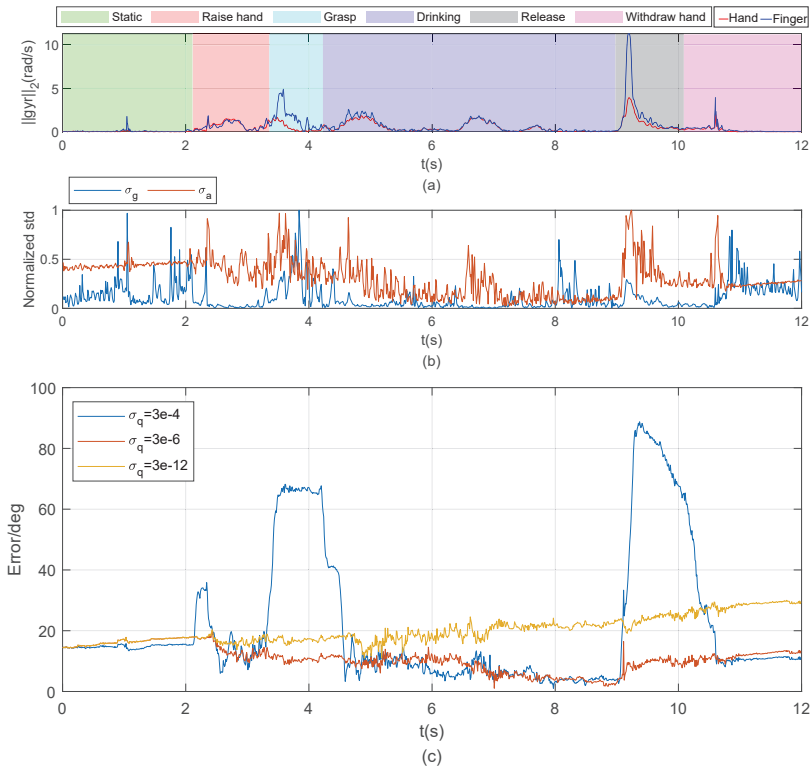 Static Raise hand Grasp Drinking Release Withdraw hand Hand Finger
||gyr||₂(rad/s)
10
5
0
0 2 4 6 8 10 12
t(s)
(a)
σg σa
Normalized std
1
0.5
0
0 2 4 6 8 10 12
t(s)
(b)
Error/deg
100
80
60
40
20
0
σq=3e-4
σq=3e-6
σq=3e-12
0 2 4 6 8 10 12
t(s)
(c)